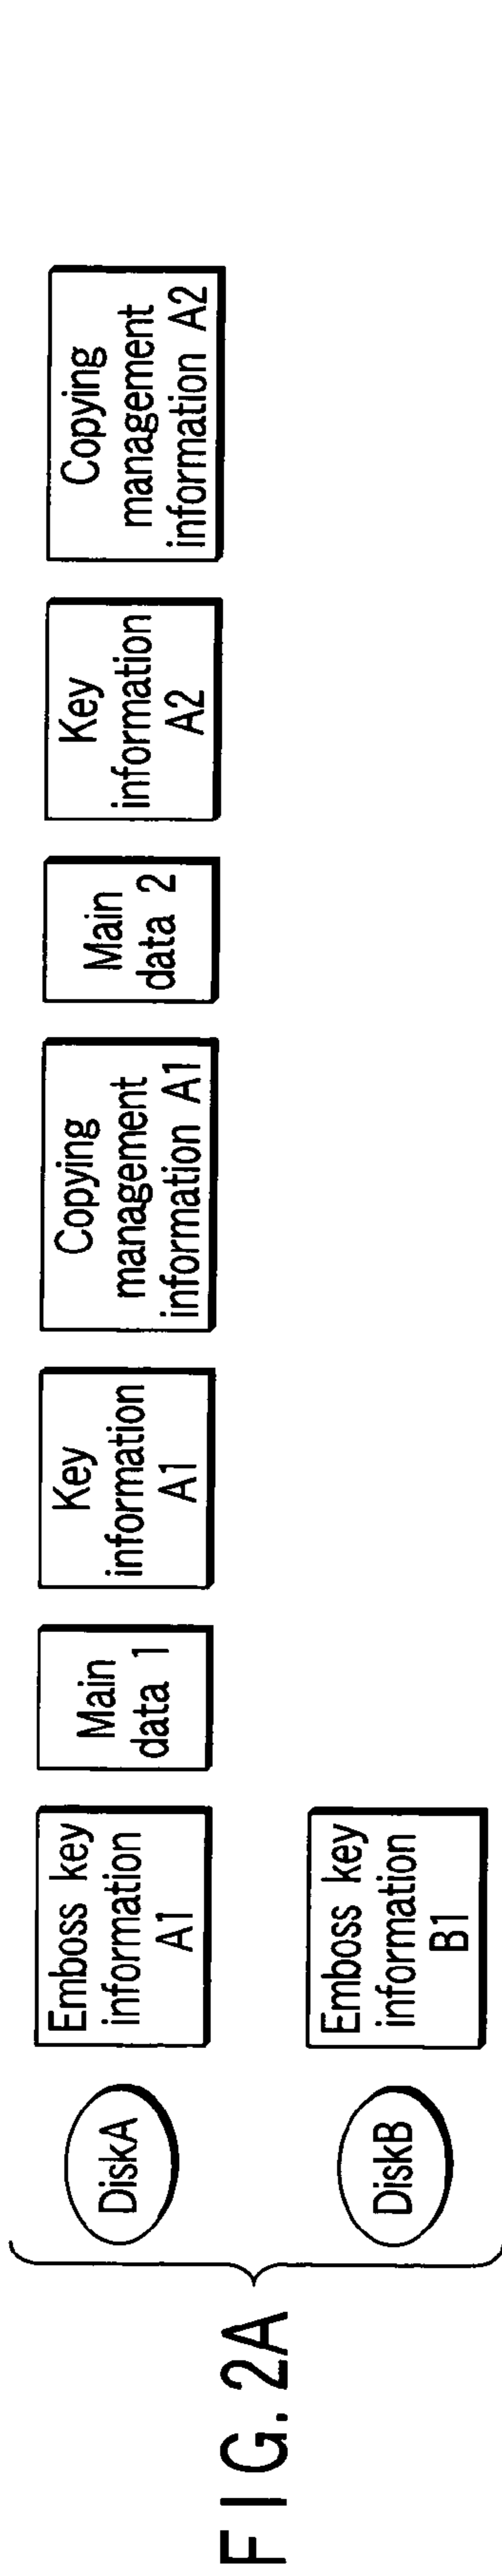 FIG. 2A
DiskA
Emboss key
information
A1
Main
data 1
Key
information
A1
Copying
management
information A1
Main
data 2
Key
information
A2
Copying
management
information A2
DiskB
Emboss key
information
B1